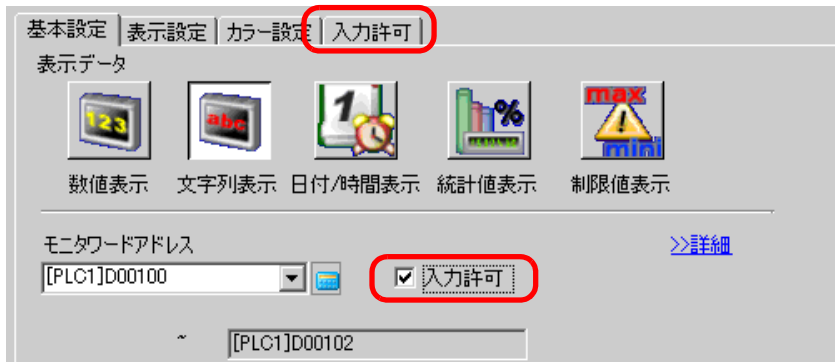 基本設定 表示設定 カラー設定 入力許可
表示データ
123 abc 1 % max mini
数値表示 文字列表示 日付/時間表示 統計値表示 制限値表示
モニタワードアドレス >>詳細
[PLC1]D00100 入力許可
~ [PLC1]D00102